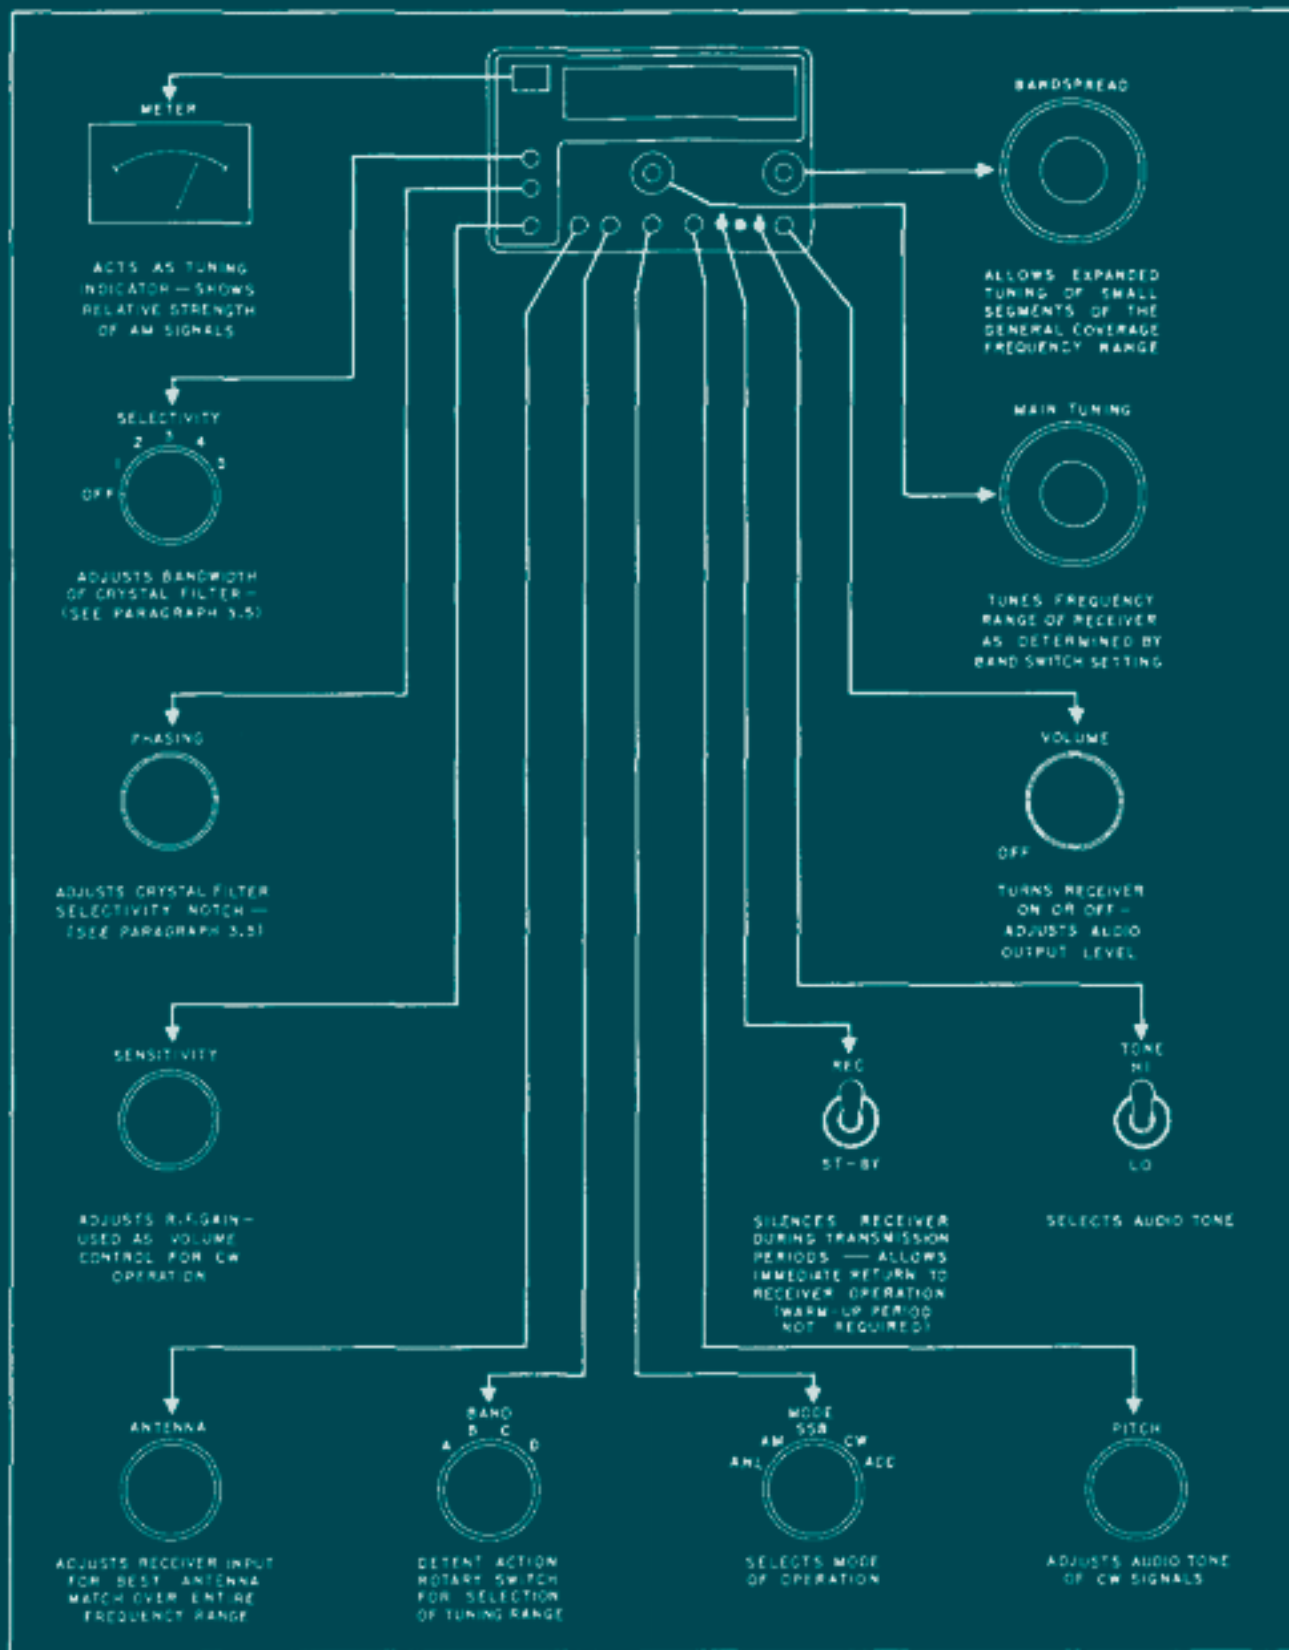 METER
ACTS AS TUNING
INDICATOR — SHOWS
RELATIVE STRENGTH
OF AM SIGNALS
SELECTIVITY
OFF 1 2 3 4 5
ADJUSTS BANDWIDTH
OF CRYSTAL FILTER —
(SEE PARAGRAPH 3.5)
PHASING
ADJUSTS CRYSTAL FILTER
SELECTIVITY NOTCH —
(SEE PARAGRAPH 3.5)
SENSITIVITY
ADJUSTS R.F. GAIN —
USED AS VOLUME
CONTROL FOR CW
OPERATION
ANTENNA
ADJUSTS RECEIVER INPUT
FOR BEST ANTENNA
MATCH OVER ENTIRE
FREQUENCY RANGE
BAND
A B C D
DETENT ACTION
ROTARY SWITCH
FOR SELECTION
OF TUNING RANGE
MODE
ANL AM SSB CW ACC
SELECTS MODE
OF OPERATION
PITCH
ADJUSTS AUDIO TONE
OF CW SIGNALS
REC
ST-BY
SILENCES RECEIVER
DURING TRANSMISSION
PERIODS — ALLOWS
IMMEDIATE RETURN TO
RECEIVER OPERATION
(WARM-UP PERIOD
NOT REQUIRED)
TONE
HI
LO
SELECTS AUDIO TONE
VOLUME
OFF
TURNS RECEIVER
ON OR OFF —
ADJUSTS AUDIO
OUTPUT LEVEL
MAIN TUNING
TUNES FREQUENCY
RANGE OF RECEIVER
AS DETERMINED BY
BAND SWITCH SETTING
BANDSPREAD
ALLOWS EXPANDED
TUNING OF SMALL
SEGMENTS OF THE
GENERAL COVERAGE
FREQUENCY RANGE